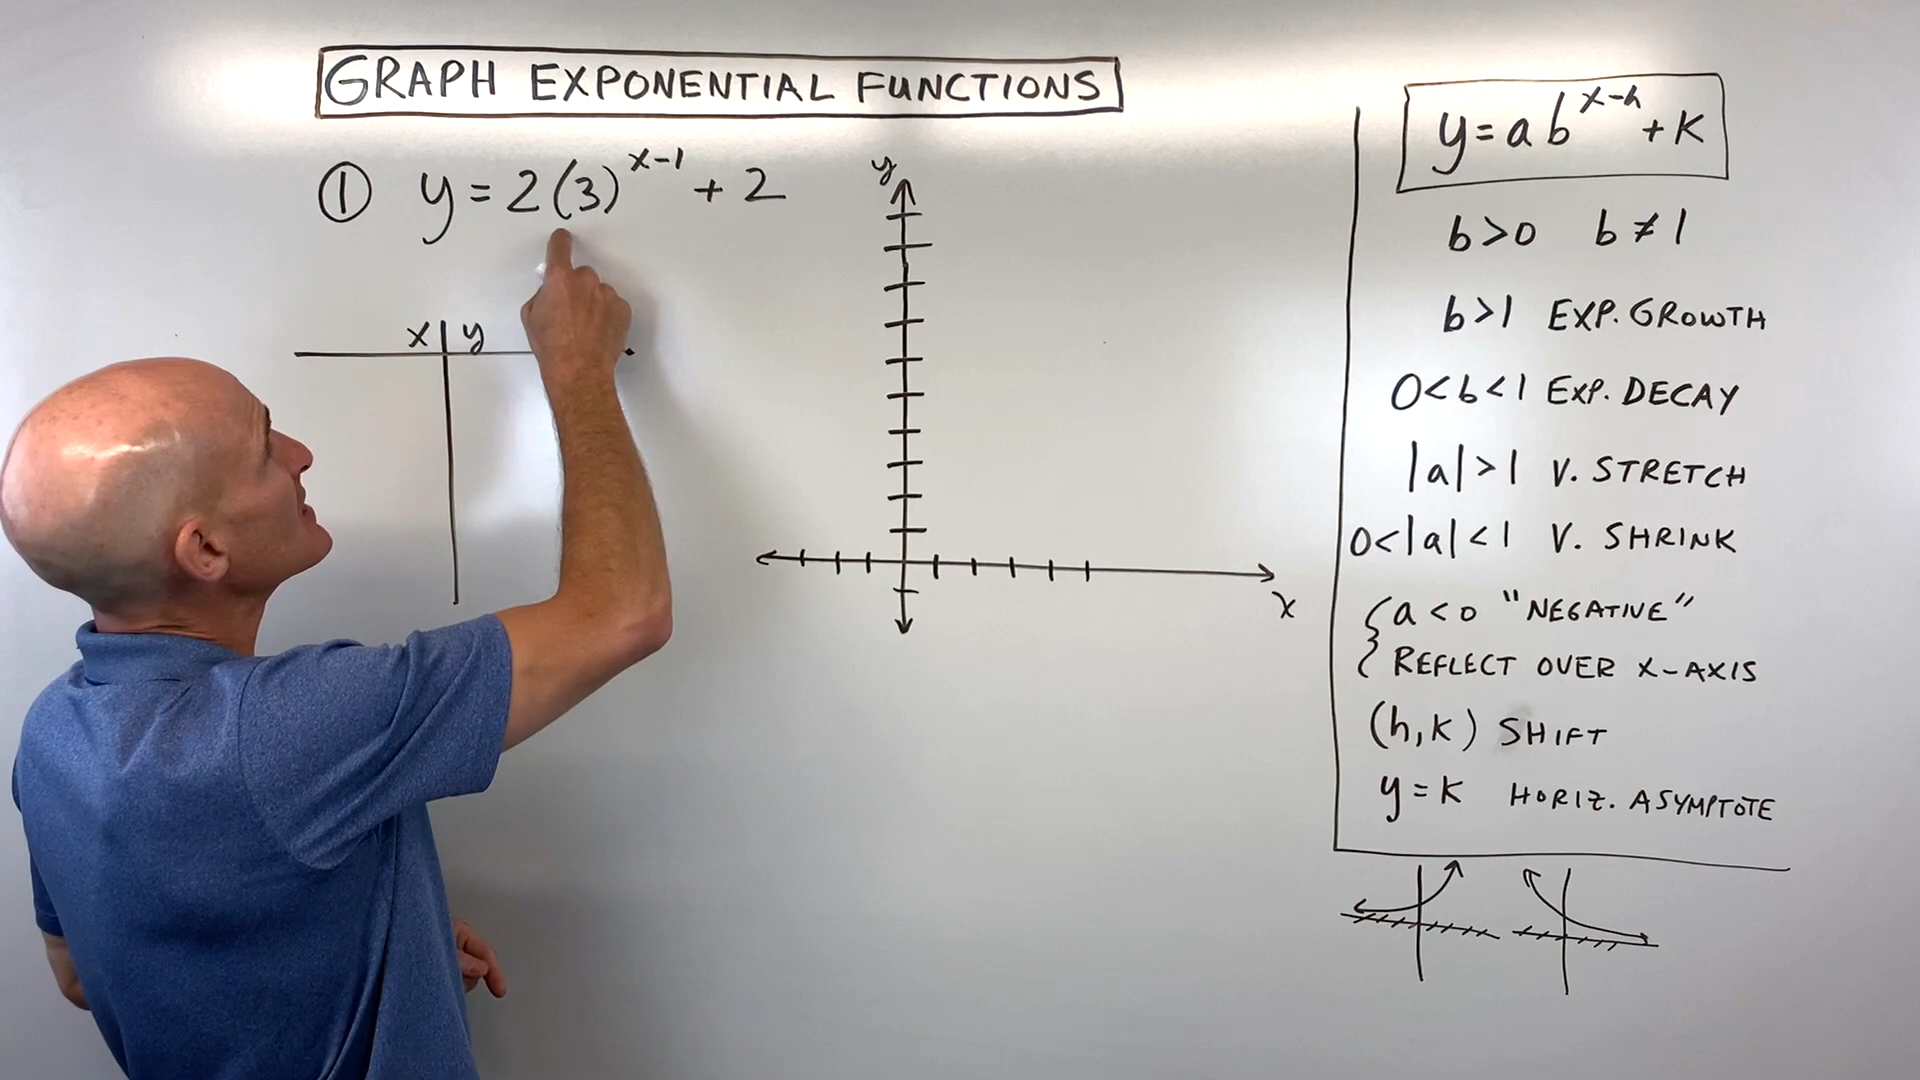 GRAPH EXPONENTIAL FUNCTIONS
① y = 2(3)^{x-1} + 2
x y
y
x
y = ab^{x-h} + K
b > 0 b ≠ 1
b > 1 EXP. GROWTH
0 < b < 1 EXP. DECAY
|a| > 1 V. STRETCH
0 < |a| < 1 V. SHRINK
{ a < 0 "NEGATIVE"
REFLECT OVER X-AXIS
(h, K) SHIFT
y = K HORIZ. ASYMPTOTE